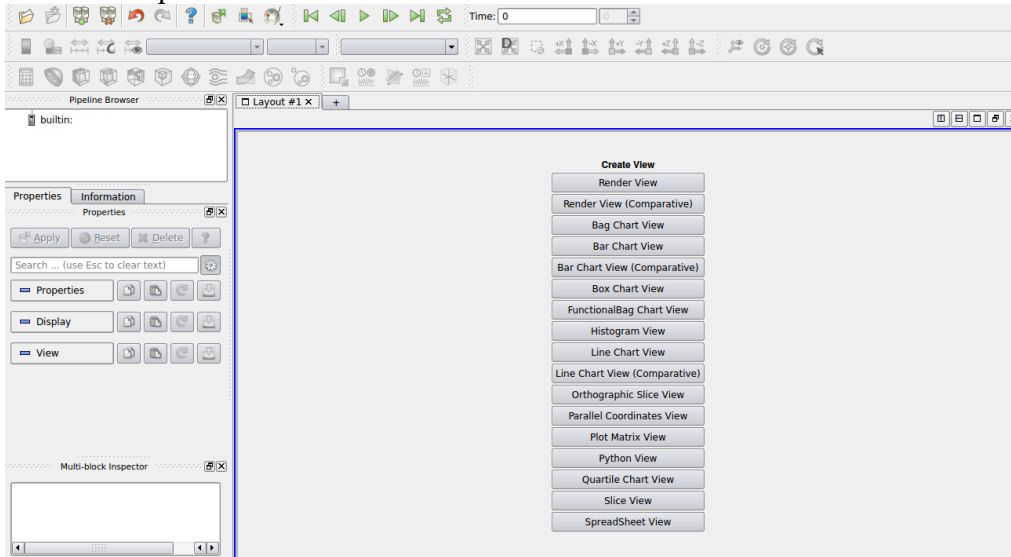 Time: 0 0
Pipeline Browser
Layout #1
builtin:
Properties Information
Properties
Apply Reset Delete ?
Search ... (use Esc to clear text)
Properties
Display
View
Multi-block Inspector
Create View
Render View
Render View (Comparative)
Bag Chart View
Bar Chart View
Bar Chart View (Comparative)
Box Chart View
FunctionalBag Chart View
Histogram View
Line Chart View
Line Chart View (Comparative)
Orthographic Slice View
Parallel Coordinates View
Plot Matrix View
Python View
Quartile Chart View
Slice View
SpreadSheet View